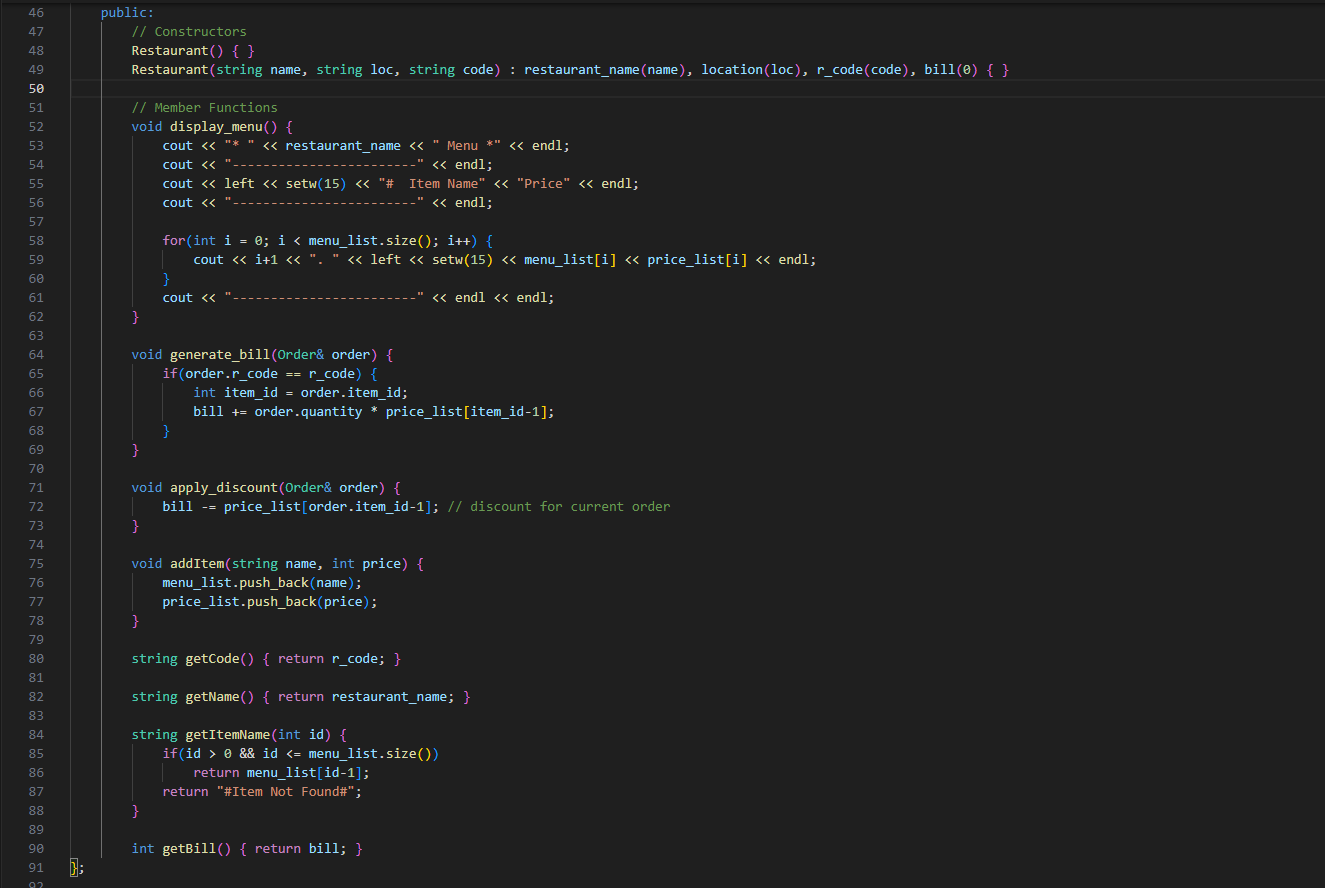 46 public:
47 // Constructors
48 Restaurant() { }
49 Restaurant(string name, string loc, string code) : restaurant_name(name), location(loc), r_code(code), bill(0) { }
50
51 // Member Functions
52 void display_menu() {
53 cout << "* " << restaurant_name << " Menu *" << endl;
54 cout << "------------------------" << endl;
55 cout << left << setw(15) << "#  Item Name" << "Price" << endl;
56 cout << "------------------------" << endl;
57
58 for(int i = 0; i < menu_list.size(); i++) {
59 cout << i+1 << ". " << left << setw(15) << menu_list[i] << price_list[i] << endl;
60 }
61 cout << "------------------------" << endl << endl;
62 }
63
64 void generate_bill(Order& order) {
65 if(order.r_code == r_code) {
66 int item_id = order.item_id;
67 bill += order.quantity * price_list[item_id-1];
68 }
69 }
70
71 void apply_discount(Order& order) {
72 bill -= price_list[order.item_id-1]; // discount for current order
73 }
74
75 void addItem(string name, int price) {
76 menu_list.push_back(name);
77 price_list.push_back(price);
78 }
79
80 string getCode() { return r_code; }
81
82 string getName() { return restaurant_name; }
83
84 string getItemName(int id) {
85 if(id > 0 && id <= menu_list.size())
86 return menu_list[id-1];
87 return "#Item Not Found#";
88 }
89
90 int getBill() { return bill; }
91 };
92